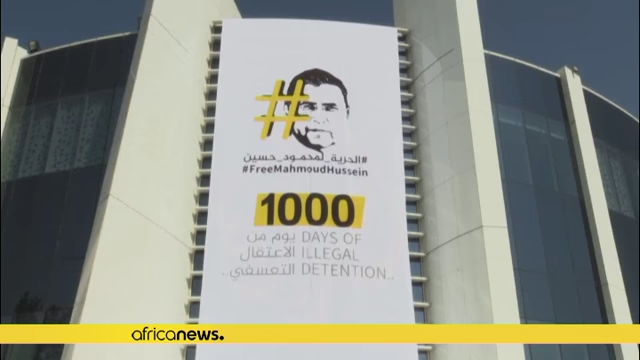 #
#الحرية_لمحمود_حسين
#FreeMahmoudHussein
1000
يوم من DAYS OF
الاعتقال ILLEGAL
التعسفي.. DETENTION..
africanews.